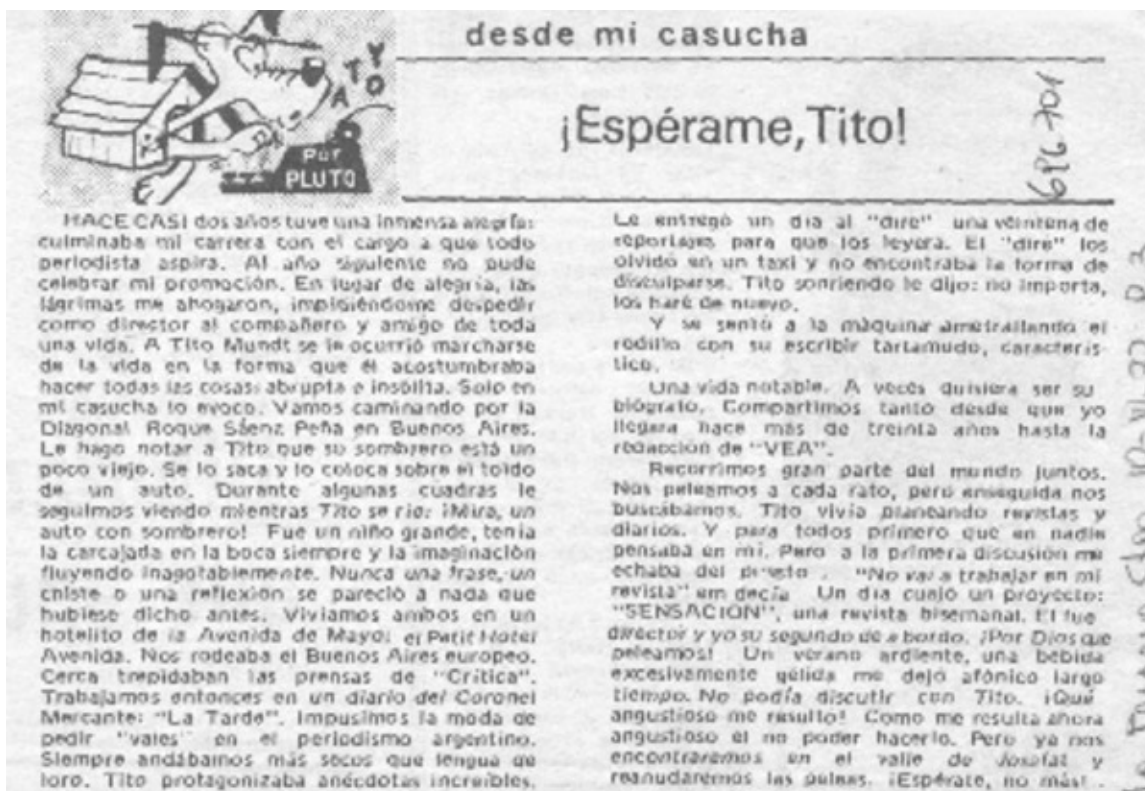 desde mi casucha
¡Espérame, Tito!
696-701
Y
T O
A
Por
PLUTO
HACE CASI dos años tuve una inmensa alegría:
culminaba mi carrera con el cargo a que todo
periodista aspira. Al año siguiente no pude
celebrar mi promoción. En lugar de alegría, las
lágrimas me ahogaron, impidiéndome despedir
como director al compañero y amigo de toda
una vida. A Tito Mundt se le ocurrió marcharse
de la vida en la forma que él acostumbraba
hacer todas las cosas: abrupta e insólita. Solo en
mi casucha lo evoco. Vamos caminando por la
Diagonal Roque Sáenz Peña en Buenos Aires.
Le hago notar a Tito que su sombrero está un
poco viejo. Se lo saca y lo coloca sobre el toldo
de un auto. Durante algunas cuadras le
seguimos viendo mientras Tito se ríe: ¡Mira, un
auto con sombrero! Fue un niño grande, tenía
la carcajada en la boca siempre y la imaginación
fluyendo inagotablemente. Nunca una frase, un
chiste o una reflexión se pareció a nada que
hubiese dicho antes. Vivíamos ambos en un
hotelito de la Avenida de Mayo: el Petit Hotel
Avenida. Nos rodeaba el Buenos Aires europeo.
Cerca trepidaban las prensas de "Crítica".
Trabajamos entonces en un diario del Coronel
Mercante: "La Tarde". Impusimos la moda de
pedir "vales" en el periodismo argentino.
Siempre andábamos más secos que lengua de
loro. Tito protagonizaba anécdotas increíbles.
Le entregó un día al "dire" una veintena de
reportajes para que los leyera. El "dire" los
olvidó en un taxi y no encontraba la forma de
disculparse. Tito sonriendo le dijo: no importa,
los haré de nuevo.
Y se sentó a la máquina ametrallando el
rodillo con su escribir tartamudo, caracterís-
tico.
Una vida notable. A veces quisiera ser su
biógrafo. Compartimos tanto desde que yo
llegara hace más de treinta años hasta la
redacción de "VEA".
Recorrimos gran parte del mundo juntos.
Nos peleamos a cada rato, pero enseguida nos
buscábamos. Tito vivía planeando revistas y
diarios. Y para todos primero que en nadie
pensaba en mí. Pero a la primera discusión me
echaba del puesto . "No vai a trabajar en mi
revista" em decía Un día cuajó un proyecto:
"SENSACION", una revista bisemanal. El fue
director y yo su segundo de a bordo. ¡Por Dios que
peleamos! Un verano ardiente, una bebida
excesivamente gélida me dejó afónico largo
tiempo. No podía discutir con Tito. ¡Qué
angustioso me resultó! Como me resulta ahora
angustioso el no poder hacerlo. Pero ya nos
encontraremos en el valle de Josafat y
reanudaremos las peleas. ¡Espérate, no más! .